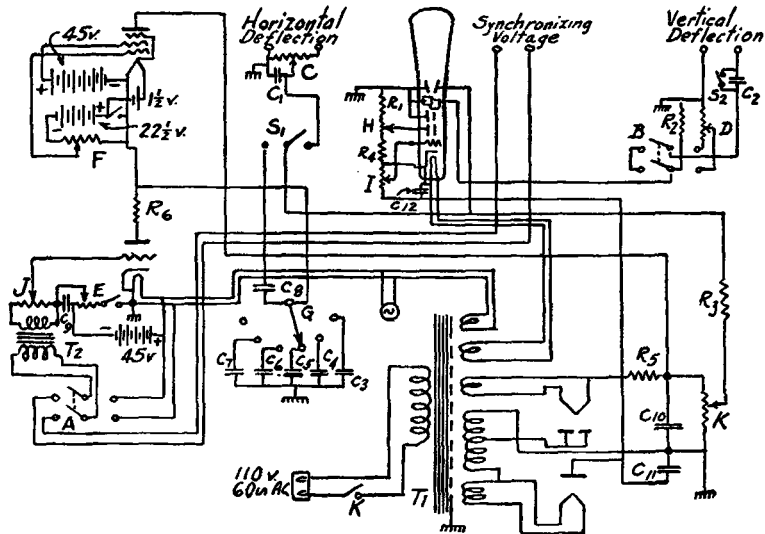 45v.
1½ v.
22½ v.
F
Horizontal
Deflection
C
C1
S1
Synchronizing
Voltage
Vertical
Deflection
S2
C2
R1
H
R4
I
C12
B
R2
D
R6
J
C9
E
45v
T2
A
C8
G
C7
C6
C5
C4
C3
R3
R5
K
C10
C11
110 v.
60~AC
K
T1